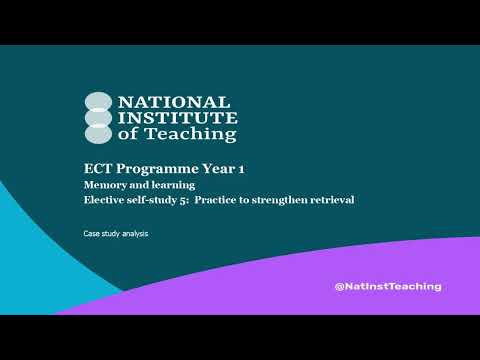 NATIONAL
INSTITUTE
of Teaching
ECT Programme Year 1
Memory and learning
Elective self-study 5:  Practice to strengthen retrieval
Case study analysis
@NatInstTeaching